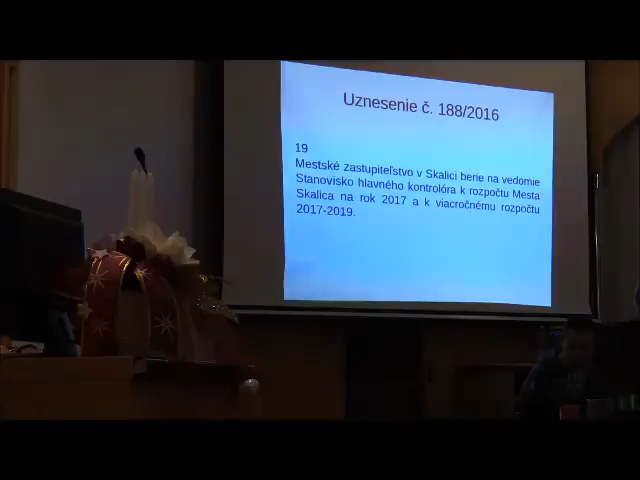 Uznesenie č. 188/2016
19
Mestské zastupiteľstvo v Skalici berie na vedomie
Stanovisko hlavného kontrolóra k rozpočtu Mesta
Skalica na rok 2017 a k viacročnému rozpočtu
2017-2019.